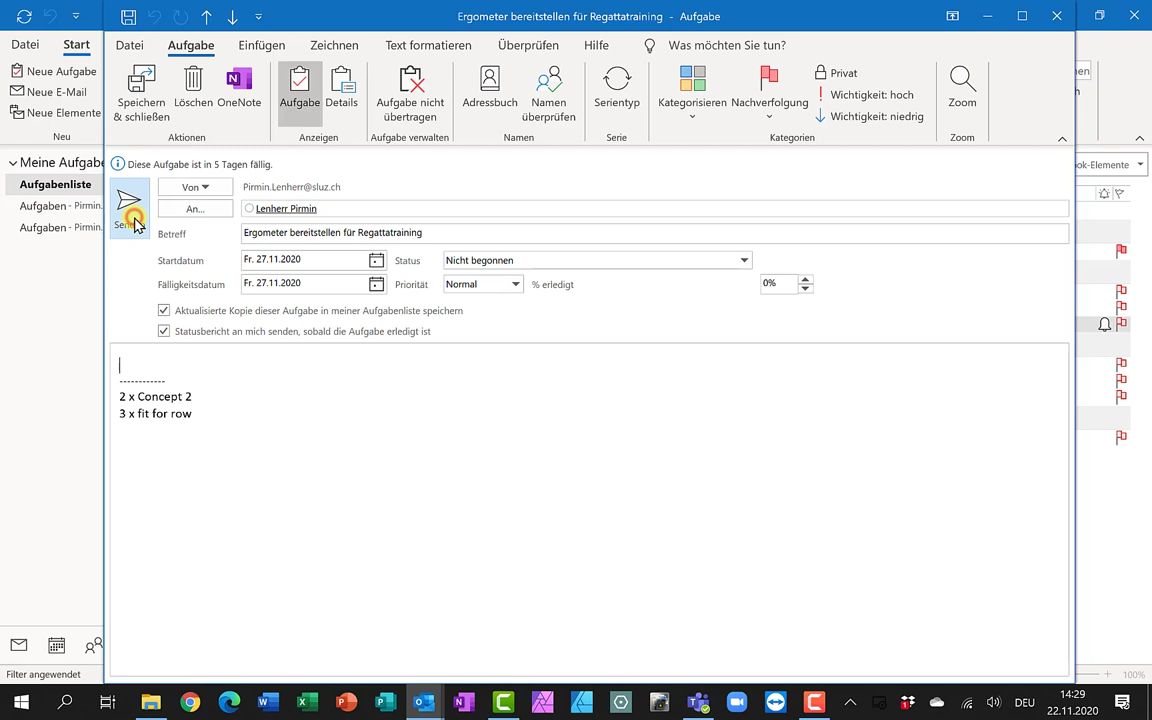 Ergometer bereitstellen für Regattatraining - Aufgabe
Datei
Start
Datei
Aufgabe
Einfügen
Zeichnen
Text formatieren
Überprüfen
Hilfe
Was möchten Sie tun?
Neue Aufgabe
Neue E-Mail
Neue Elemente
Neu
Speichern
& schließen
Löschen
OneNote
Aktionen
Aufgabe
Details
Anzeigen
Aufgabe nicht
übertragen
Aufgabe verwalten
Adressbuch
Namen
überprüfen
Namen
Serientyp
Serie
Kategorisieren
Nachverfolgung
Privat
Wichtigkeit: hoch
Wichtigkeit: niedrig
Kategorien
Zoom
Zoom
Meine Aufgabe
Aufgabenliste
Aufgaben - Pirmin.
Aufgaben - Pirmin.
ok-Elemente
Diese Aufgabe ist in 5 Tagen fällig.
Von
Pirmin.Lenherr@sluz.ch
An...
Lenherr Pirmin
Betreff
Ergometer bereitstellen für Regattatraining
Startdatum
Fr. 27.11.2020
Status
Nicht begonnen
Fälligkeitsdatum
Fr. 27.11.2020
Priorität
Normal
% erledigt
0%
Aktualisierte Kopie dieser Aufgabe in meiner Aufgabenliste speichern
Statusbericht an mich senden, sobald die Aufgabe erledigt ist
------------
2 x Concept 2
3 x fit for row
Filter angewendet
100%
DEU
14:29
22.11.2020